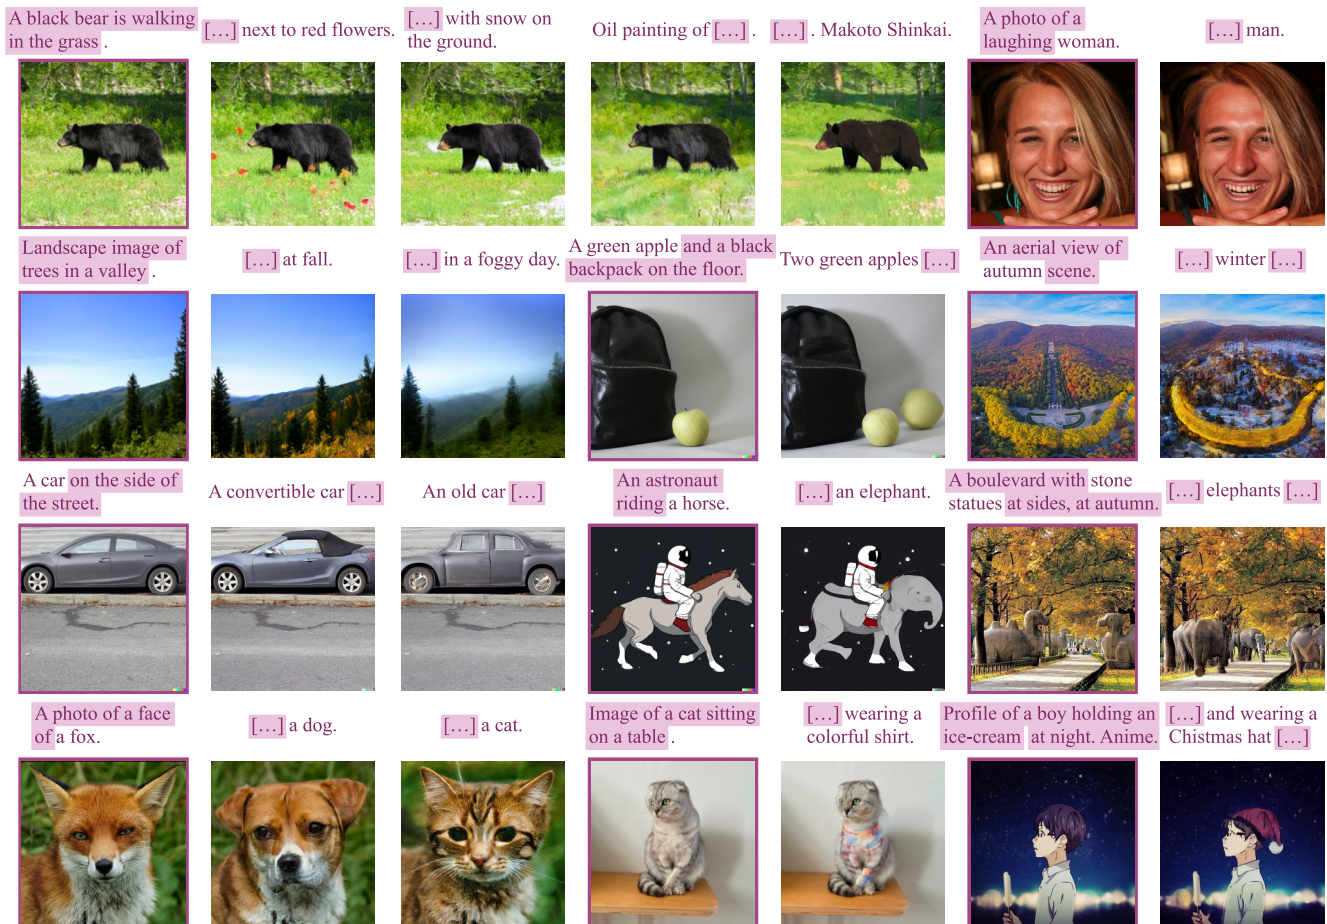 A black bear is walking
in the grass .
[…] next to red flowers.
[…] with snow on
the ground.
Oil painting of […] .
[…] . Makoto Shinkai.
A photo of a
laughing woman.
[…] man.
Landscape image of
trees in a valley .
[…] at fall.
[…] in a foggy day.
A green apple and a black
backpack on the floor.
Two green apples […]
An aerial view of
autumn scene.
[…] winter […]
A car on the side of
the street.
A convertible car […]
An old car […]
An astronaut
riding a horse.
[…] an elephant.
A boulevard with stone
statues at sides, at autumn.
[…] elephants […]
A photo of a face
of a fox.
[…] a dog.
[…] a cat.
Image of a cat sitting
on a table .
[…] wearing a
colorful shirt.
Profile of a boy holding an
ice-cream at night. Anime.
[…] and wearing a
Chistmas hat […]